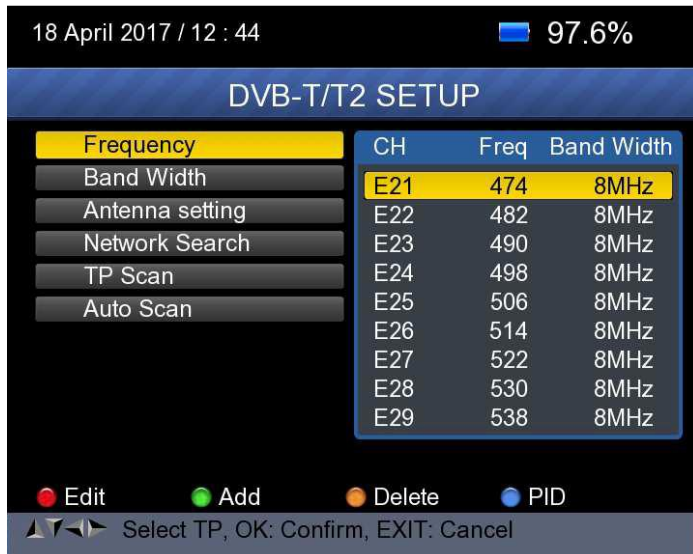 18 April 2017 / 12 : 44 97.6%
DVB-T/T2 SETUP
Frequency
Band Width
Antenna setting
Network Search
TP Scan
Auto Scan
CH Freq Band Width
E21 474 8MHz
E22 482 8MHz
E23 490 8MHz
E24 498 8MHz
E25 506 8MHz
E26 514 8MHz
E27 522 8MHz
E28 530 8MHz
E29 538 8MHz
Edit Add Delete PID
Select TP, OK: Confirm, EXIT: Cancel